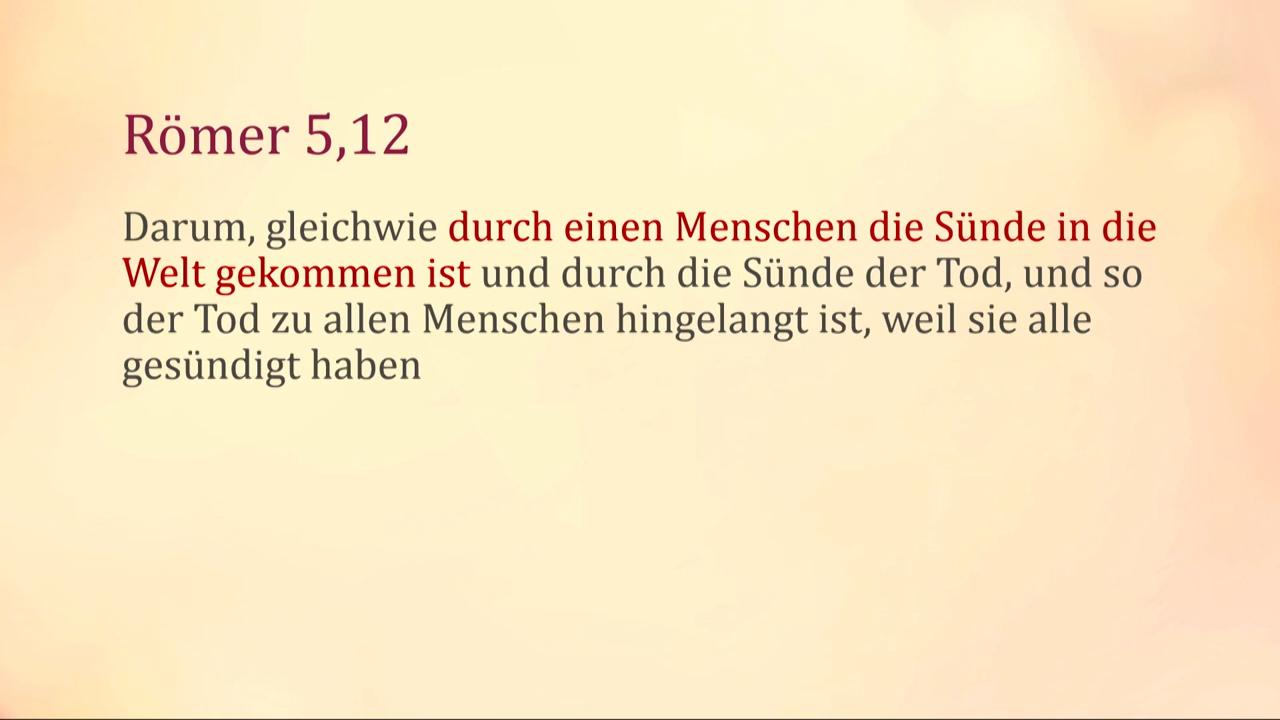 Römer 5,12
Darum, gleichwie durch einen Menschen die Sünde in die
Welt gekommen ist und durch die Sünde der Tod, und so
der Tod zu allen Menschen hingelangt ist, weil sie alle
gesündigt haben